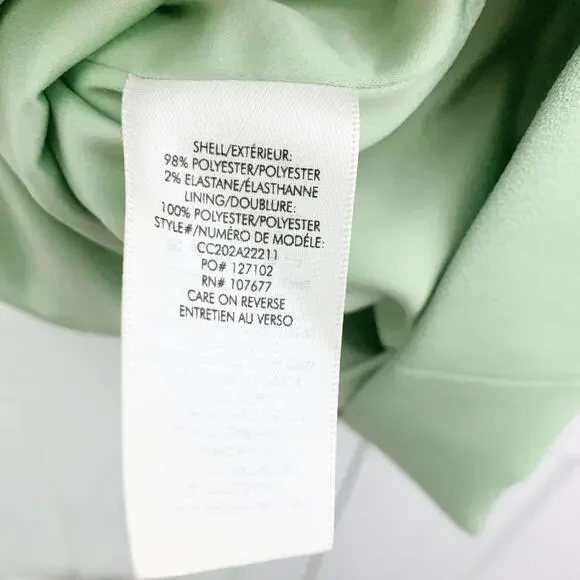 SHELL/EXTÉRIEUR:
98% POLYESTER/POLYESTER
2% ELASTANE/ÉLASTHANNE
LINING/DOUBLURE:
100% POLYESTER/POLYESTER
STYLE#/NUMÉRO DE MODÉLE:
CC202A22211
PO# 127102
RN# 107677
CARE ON REVERSE
ENTRETIEN AU VERSO